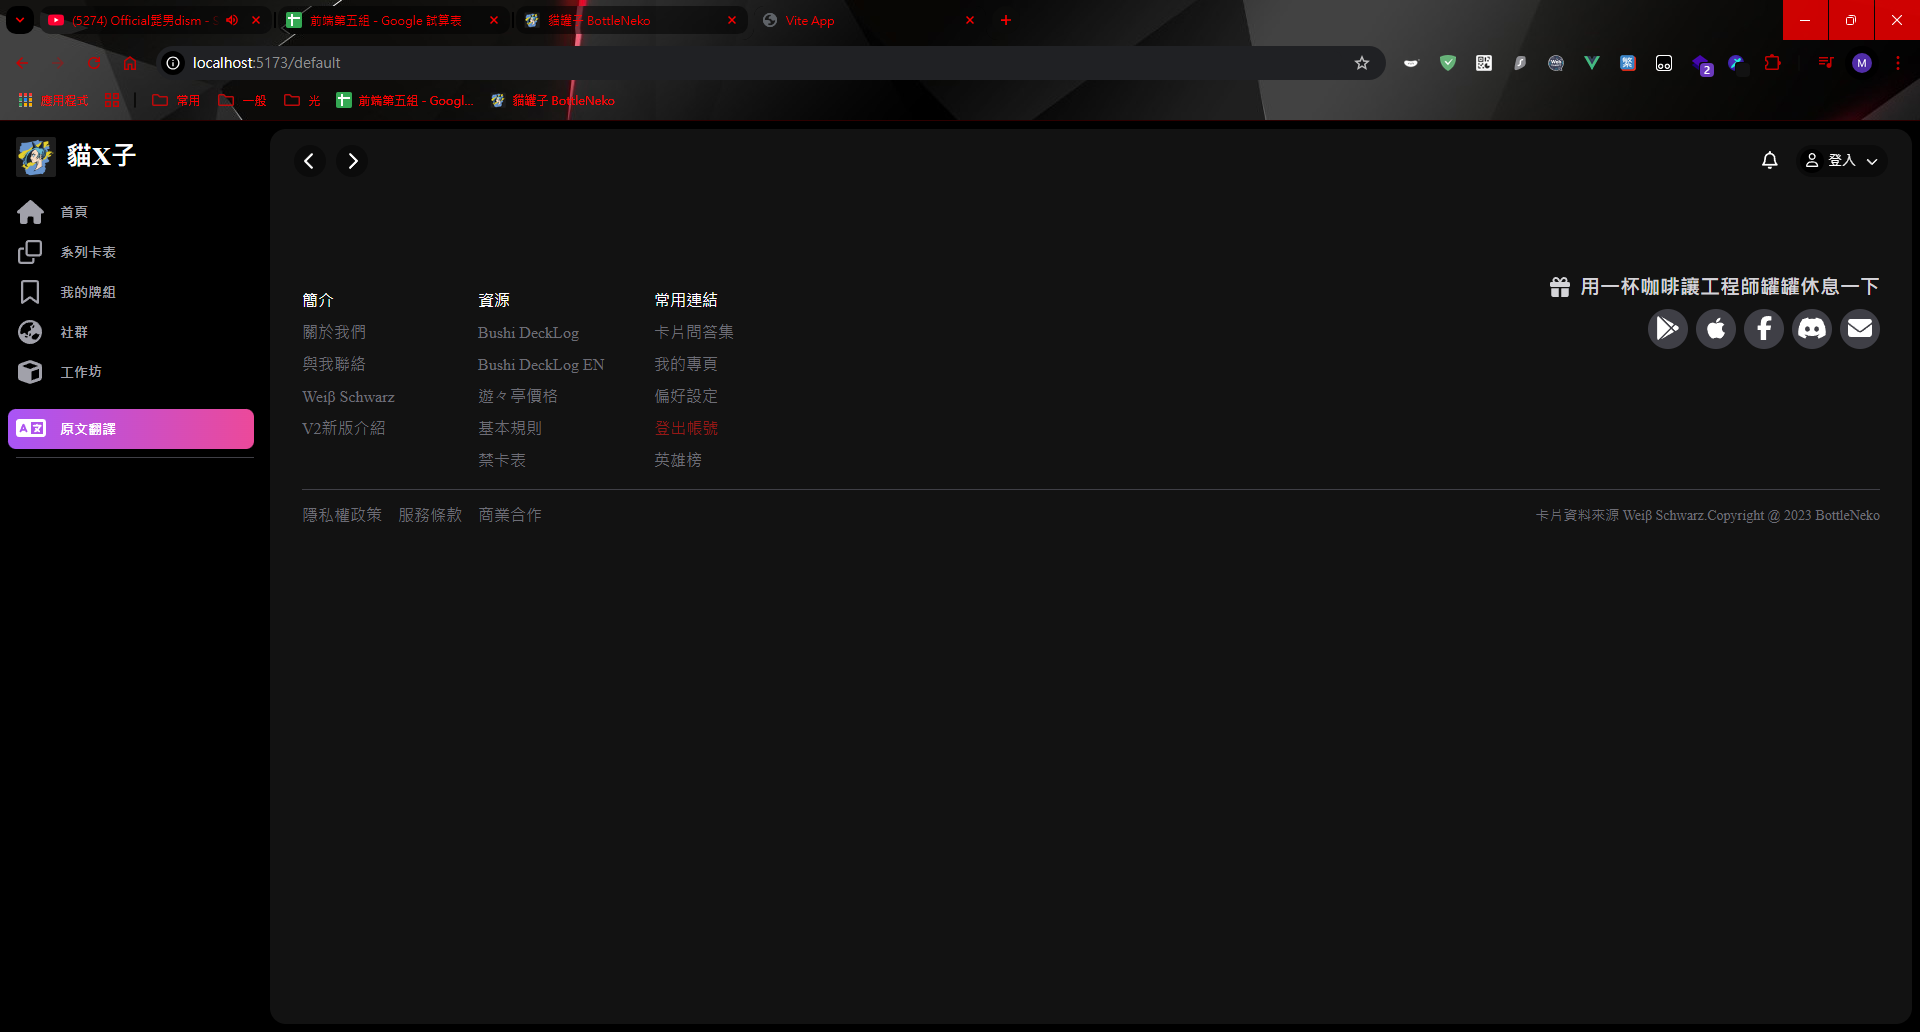 (5274) Official髭男dism - S
前端第五組 - Google 試算表
貓罐子 BottleNeko
Vite App
localhost:5173/default
2
M
應用程式
常用
一般
光
前端第五組 - Googl...
貓罐子 BottleNeko
貓X子
登入
首頁
系列卡表
我的牌組
社群
工作坊
原文翻譯
簡介
資源
常用連結
用一杯咖啡讓工程師罐罐休息一下
關於我們
Bushi DeckLog
卡片問答集
與我聯絡
Bushi DeckLog EN
我的專頁
Weiβ Schwarz
遊々亭價格
偏好設定
V2新版介紹
基本規則
登出帳號
禁卡表
英雄榜
隱私權政策
服務條款
商業合作
卡片資料來源 Weiβ Schwarz.Copyright @ 2023 BottleNeko